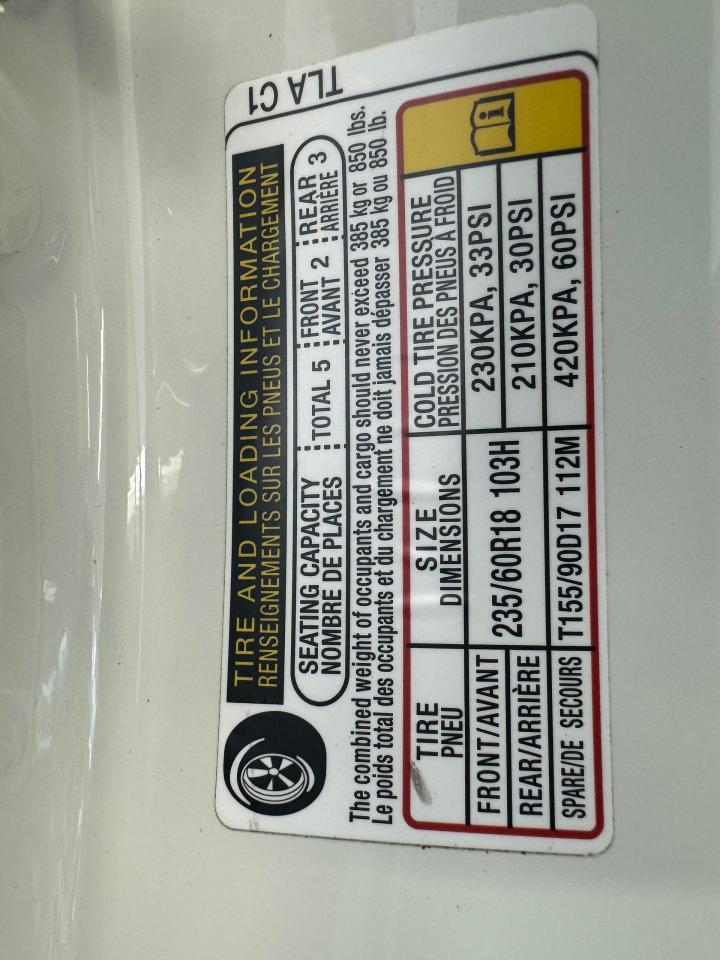 TLA C1
TIRE AND LOADING INFORMATION
RENSEIGNEMENTS SUR LES PNEUS ET LE CHARGEMENT
SEATING CAPACITY
NOMBRE DE PLACES
TOTAL 5
FRONT
AVANT 2
REAR
ARRIÈRE 3
The combined weight of occupants and cargo should never exceed 385 kg or 850 lbs.
Le poids total des occupants et du chargement ne doit jamais dépasser 385 kg ou 850 lb.
TIRE
PNEU
SIZE
DIMENSIONS
COLD TIRE PRESSURE
PRESSION DES PNEUS À FROID
FRONT/AVANT
235/60R18 103H
230KPA, 33PSI
REAR/ARRIÈRE
210KPA, 30PSI
SPARE/DE SECOURS
T155/90D17 112M
420KPA, 60PSI